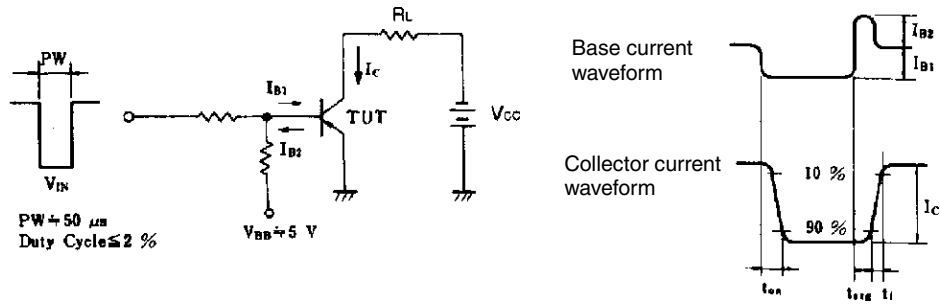 PW
VIN
PW≒50 μs
Duty Cycle≦2 %
IB1
IB2
VBB≒5 V
TUT
IC
RL
VCC
Base current
waveform
IB2
IB1
Collector current
waveform
10 %
90 %
IC
ton
tstg
tf